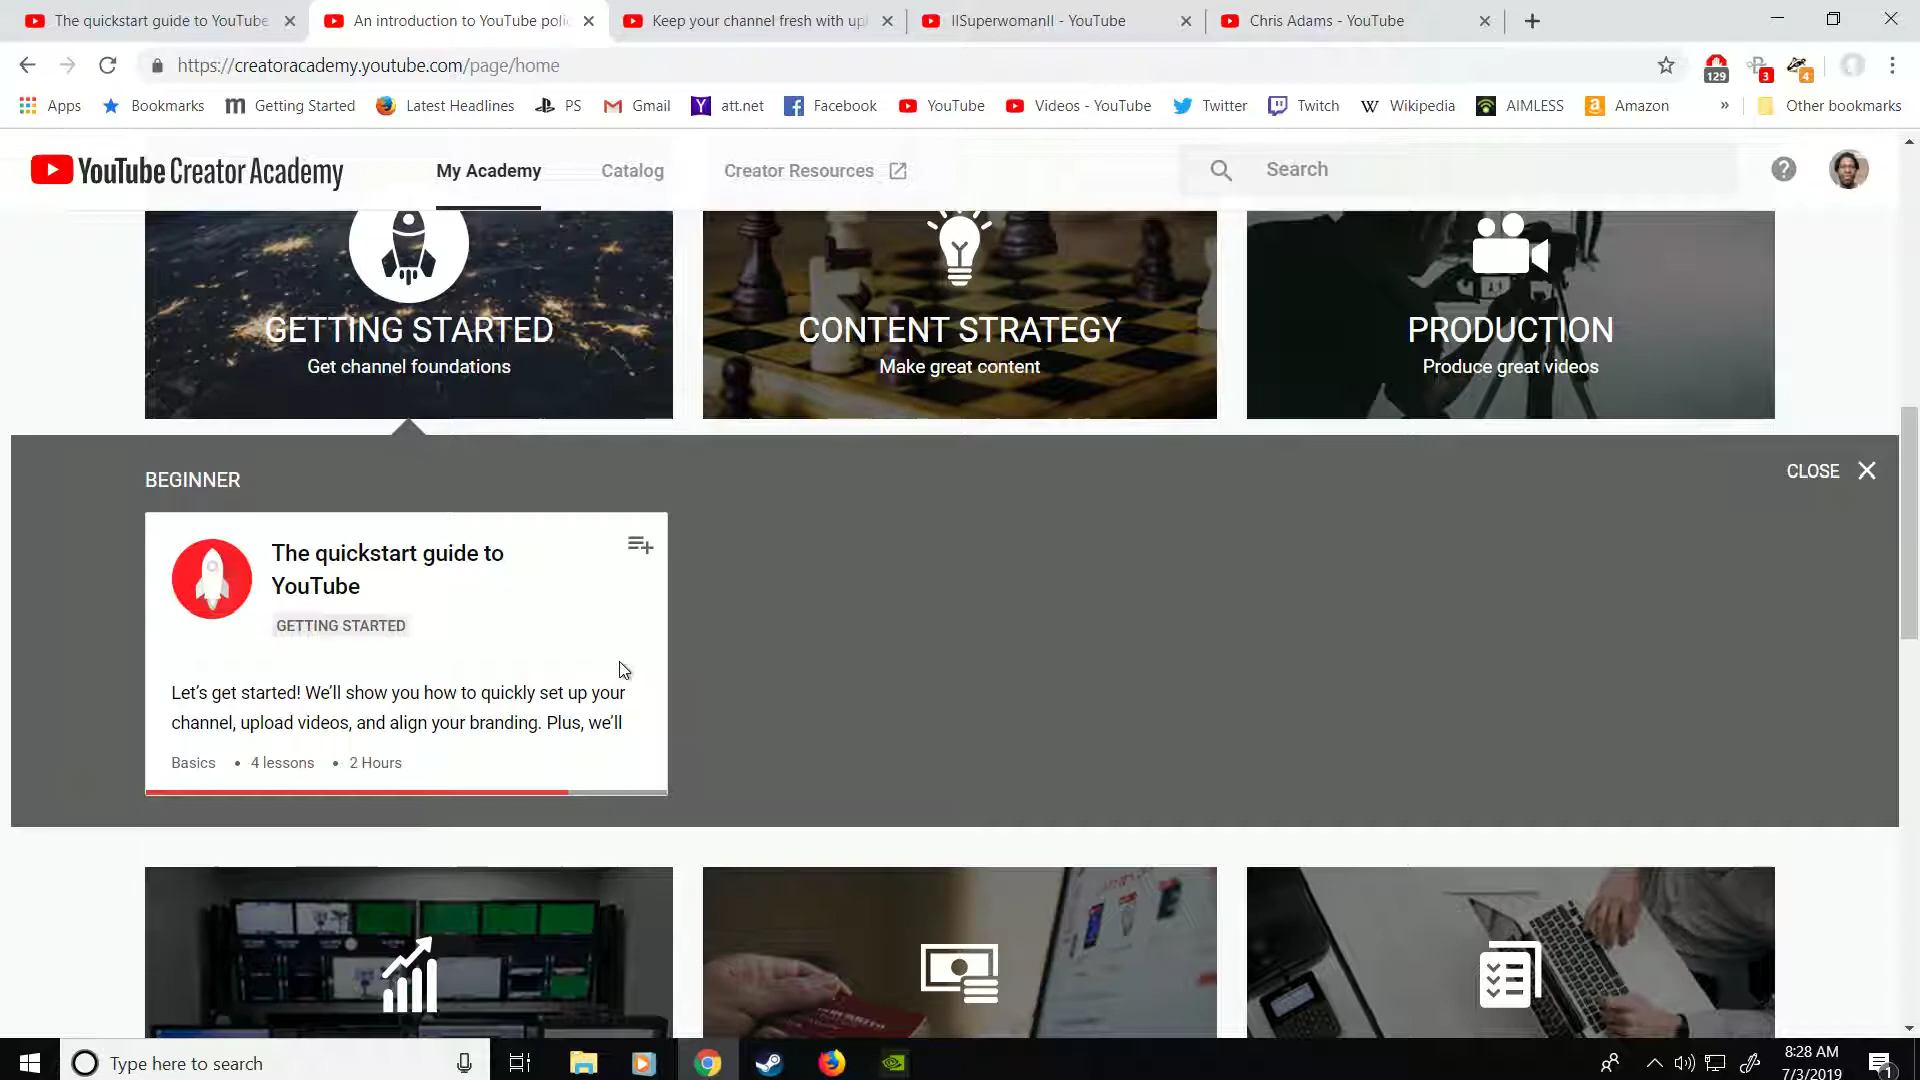 The quickstart guide to YouTube
An introduction to YouTube poli
Keep your channel fresh with upl
IISuperwomanII - YouTube
Chris Adams - YouTube
https://creatoracademy.youtube.com/page/home
129
3
4
Apps
Bookmarks
Getting Started
Latest Headlines
PS
Gmail
att.net
Facebook
YouTube
Videos - YouTube
Twitter
Twitch
Wikipedia
AIMLESS
Amazon
»
Other bookmarks
YouTube Creator Academy
My Academy
Catalog
Creator Resources
Search
GETTING STARTED
Get channel foundations
CONTENT STRATEGY
Make great content
PRODUCTION
Produce great videos
BEGINNER
CLOSE
The quickstart guide to
YouTube
GETTING STARTED
Let's get started! We'll show you how to quickly set up your
channel, upload videos, and align your branding. Plus, we'll
Basics • 4 lessons • 2 Hours
Type here to search
8:28 AM
7/3/2019
1